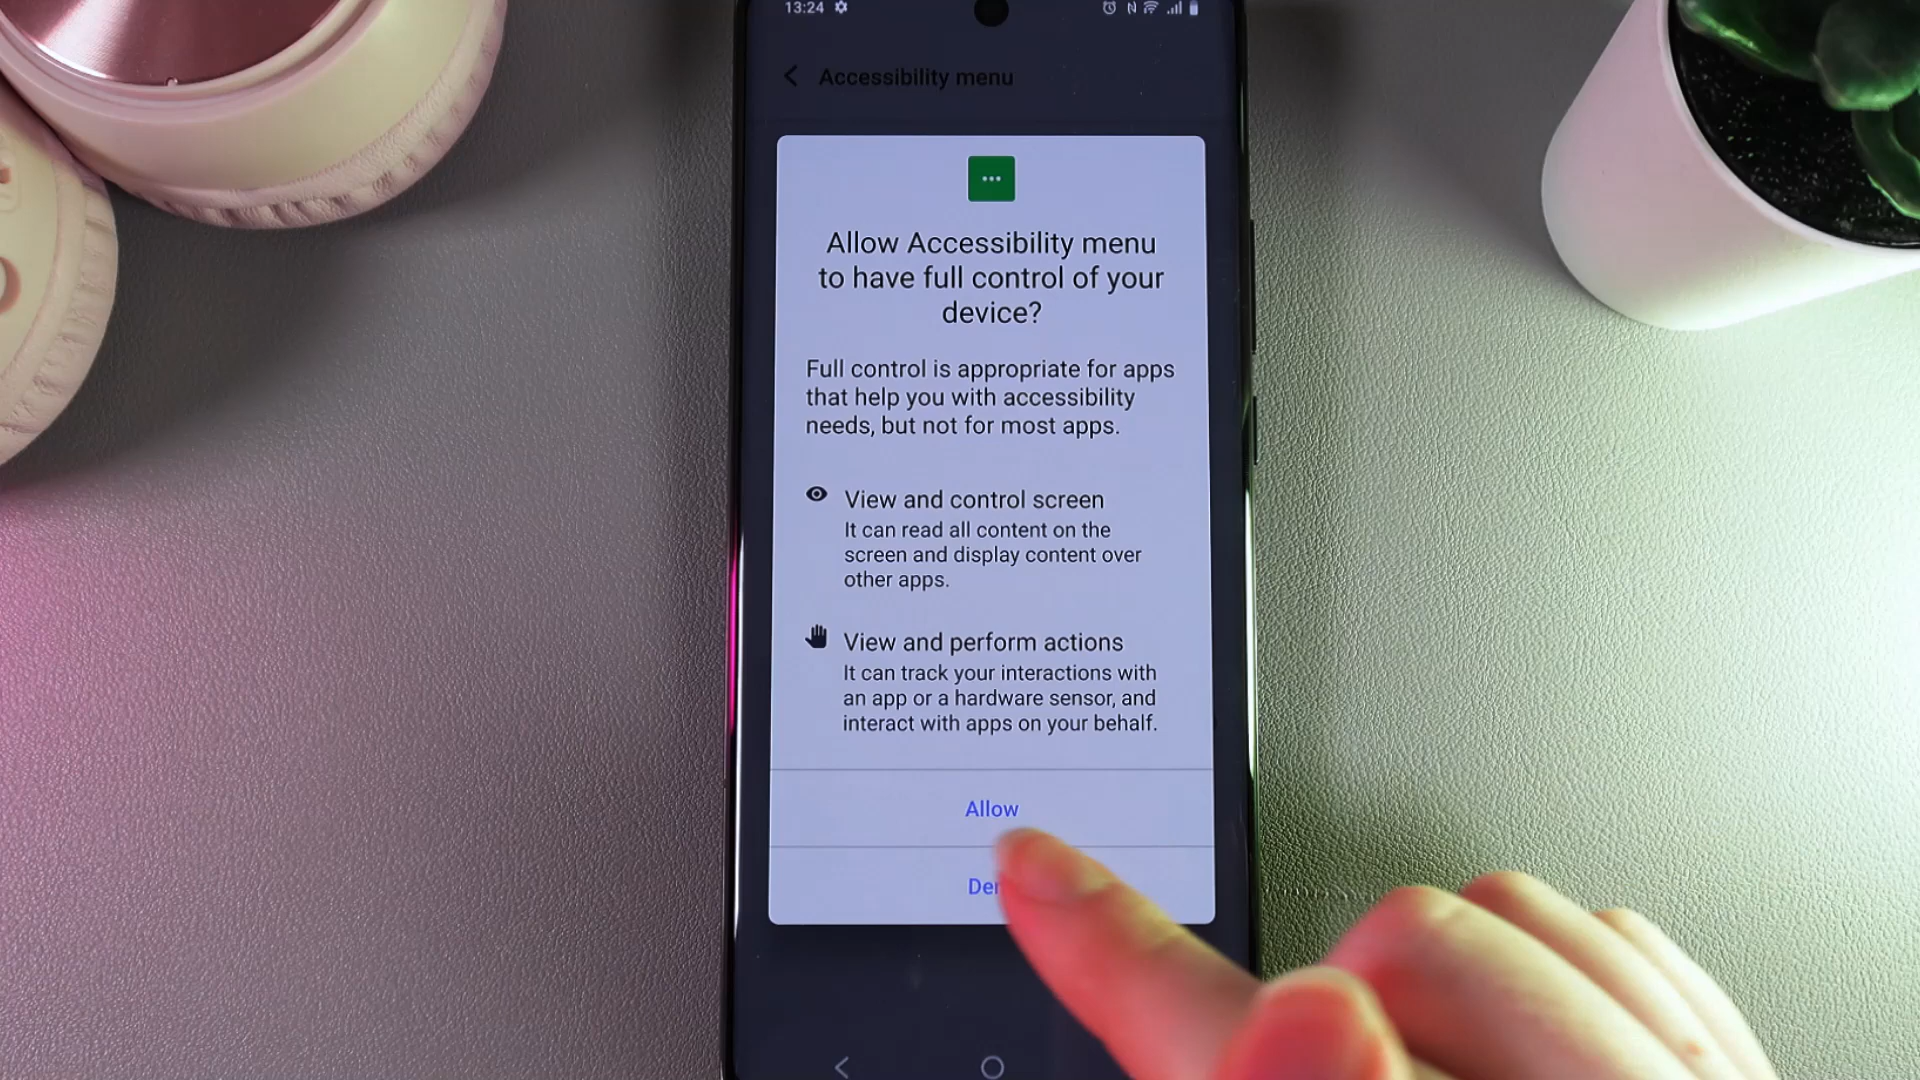 13:24
Accessibility menu
Allow Accessibility menu
to have full control of your
device?
Full control is appropriate for apps
that help you with accessibility
needs, but not for most apps.
View and control screen
It can read all content on the
screen and display content over
other apps.
View and perform actions
It can track your interactions with
an app or a hardware sensor, and
interact with apps on your behalf.
Allow